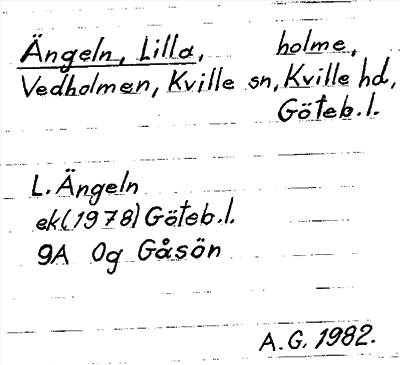 Ängeln, Lilla, holme,
Vedholmen, Kville sn, Kville hd,
Göteb.l.
L. Ängeln
ek(1978) Göteb.l.
9A 0g Gåsön
A.G. 1982.